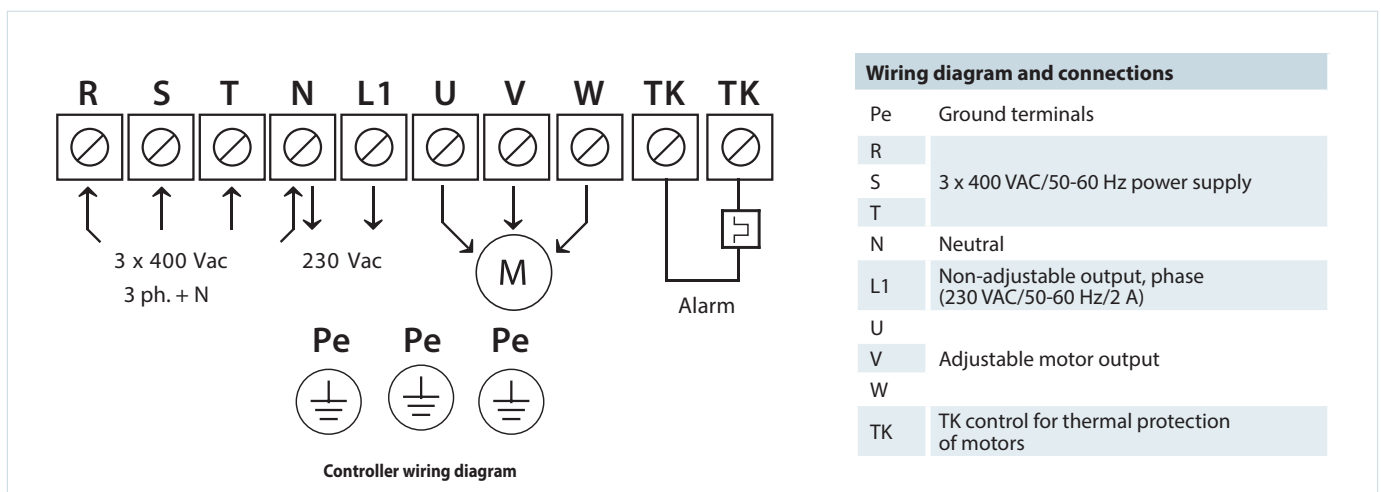 R S T N L1 U V W TK TK
3 x 400 Vac
3 ph. + N
230 Vac
M
Alarm
Pe Pe Pe
Controller wiring diagram
Wiring diagram and connections
Pe Ground terminals
R
S 3 x 400 VAC/50-60 Hz power supply
T
N Neutral
L1 Non-adjustable output, phase
(230 VAC/50-60 Hz/2 A)
U
V Adjustable motor output
W
TK TK control for thermal protection
of motors